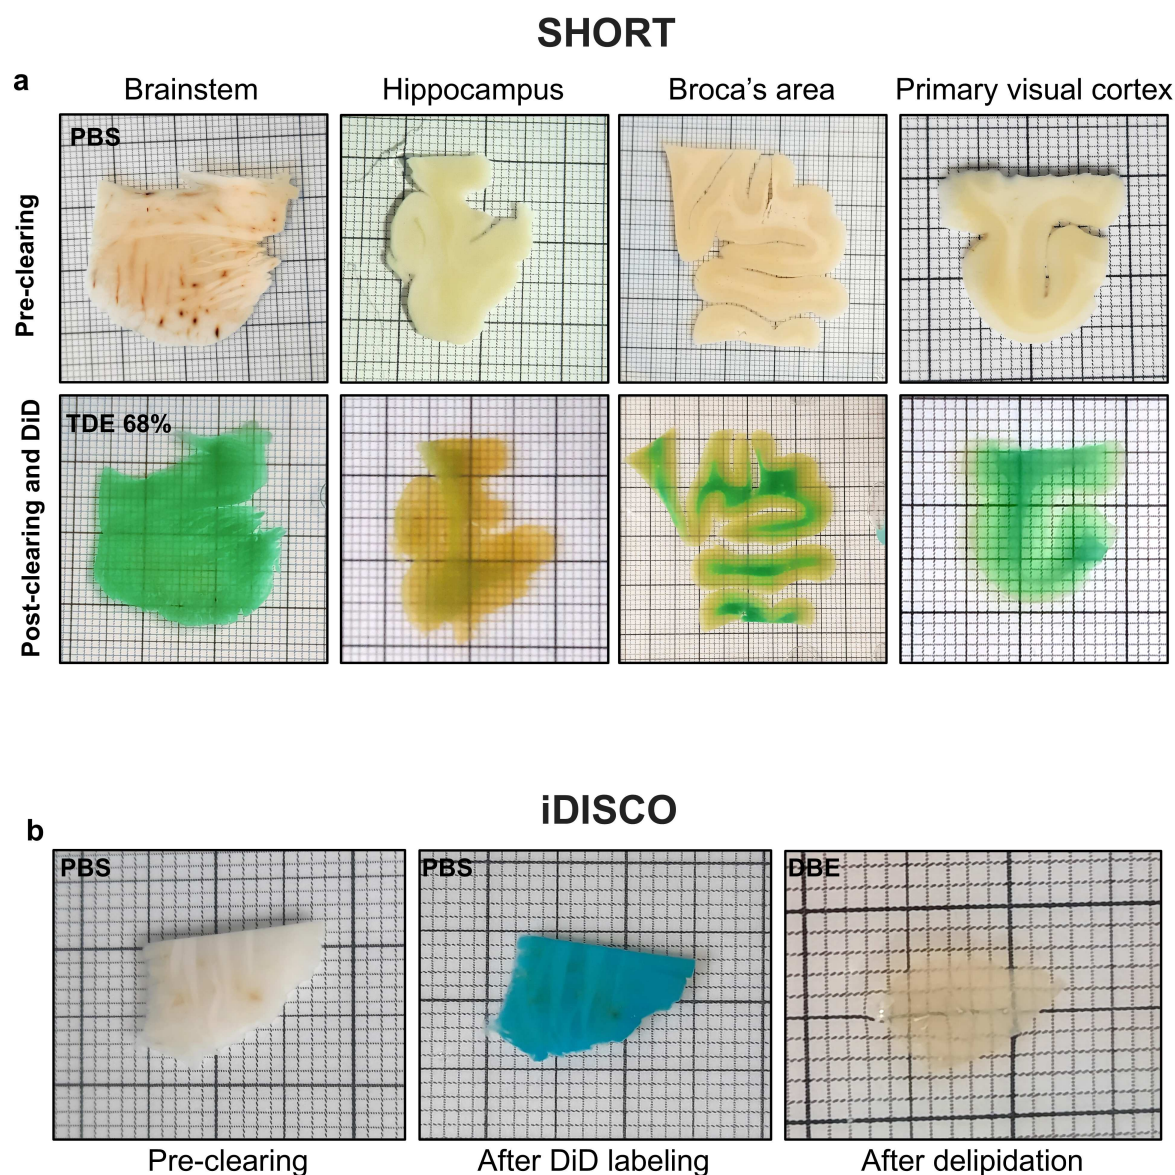 SHORT
a
Brainstem
Hippocampus
Broca's area
Primary visual cortex
Pre-clearing
PBS
Post-clearing and DiD
TDE 68%
iDISCO
b
PBS
PBS
DBE
Pre-clearing
After DiD labeling
After delipidation